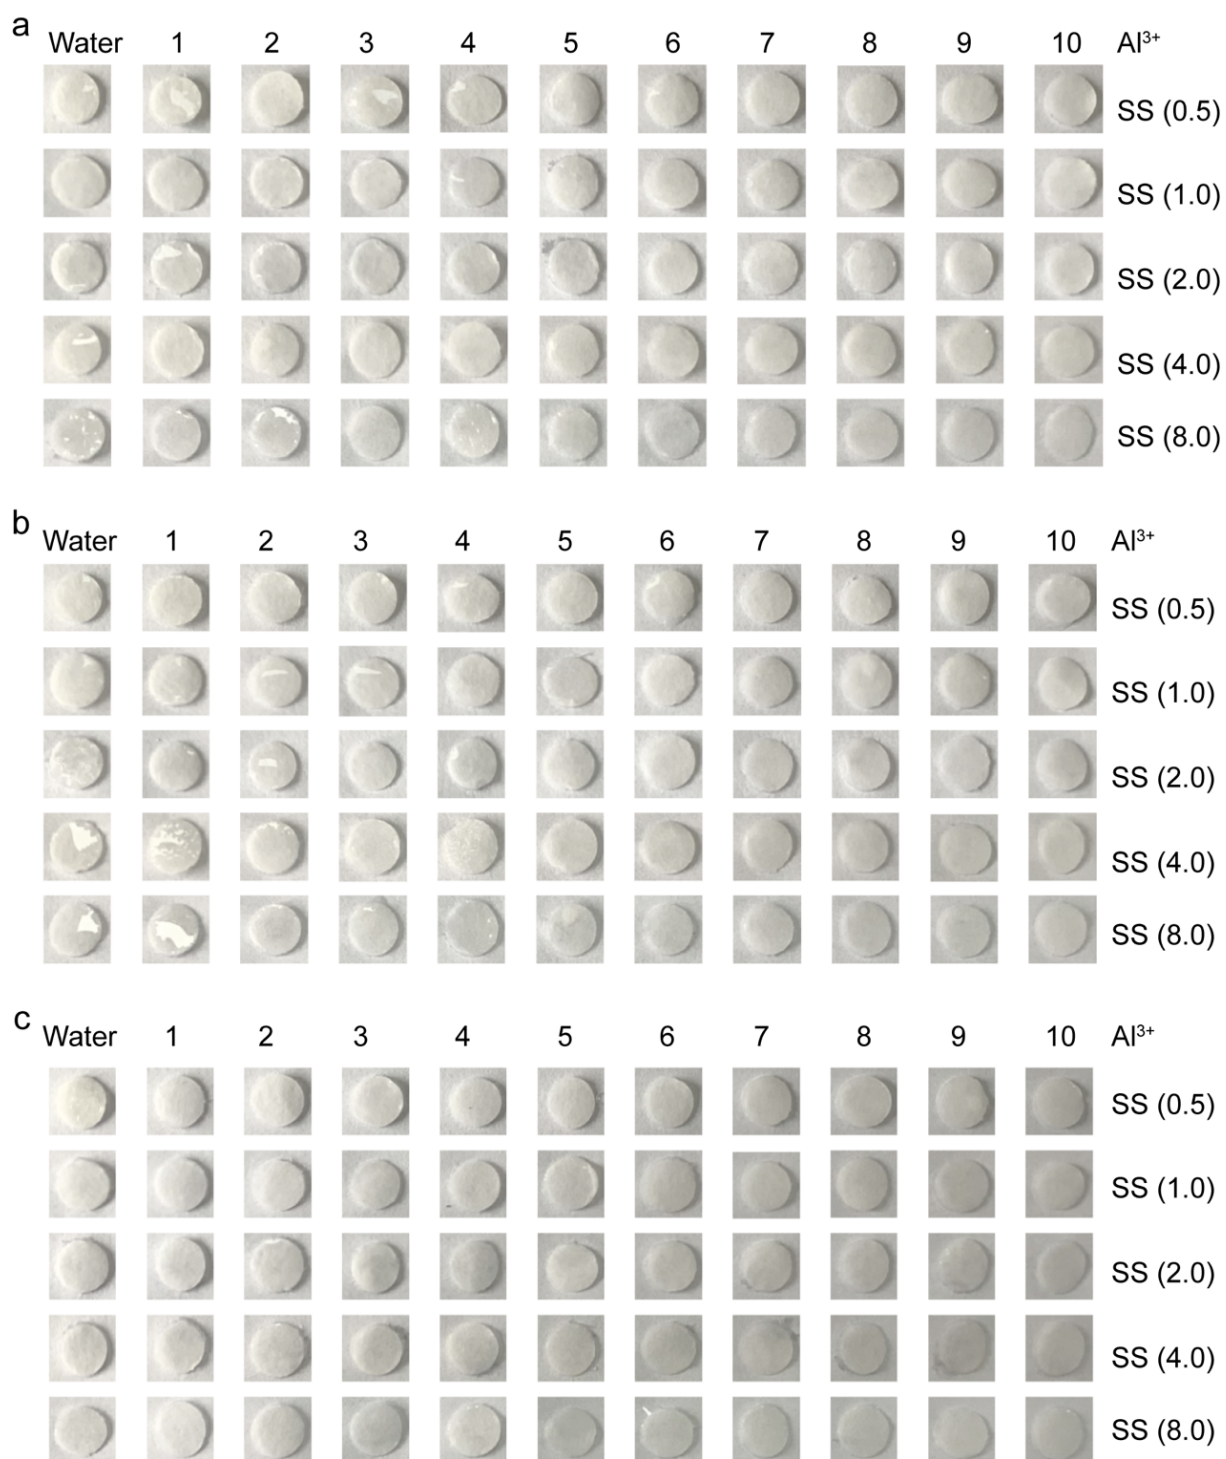 a
Water 1 2 3 4 5 6 7 8 9 10 Al³⁺
SS (0.5)
SS (1.0)
SS (2.0)
SS (4.0)
SS (8.0)
b
Water 1 2 3 4 5 6 7 8 9 10 Al³⁺
SS (0.5)
SS (1.0)
SS (2.0)
SS (4.0)
SS (8.0)
c
Water 1 2 3 4 5 6 7 8 9 10 Al³⁺
SS (0.5)
SS (1.0)
SS (2.0)
SS (4.0)
SS (8.0)